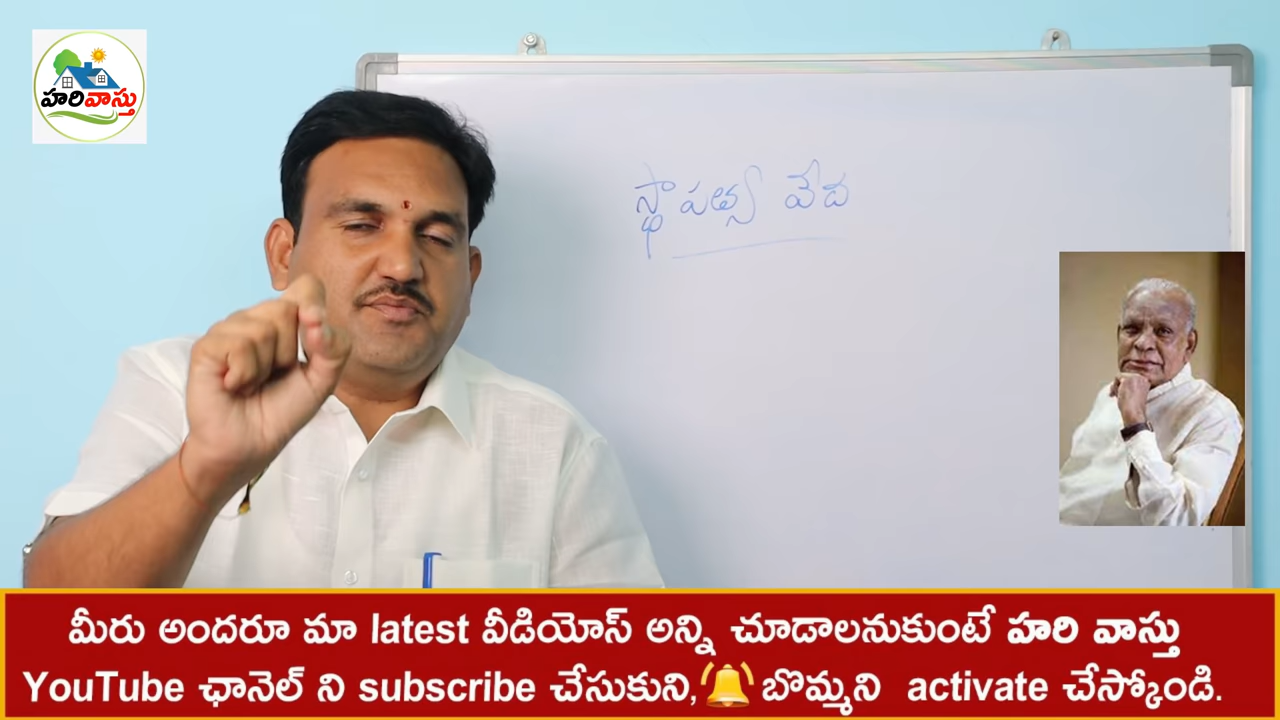 హరివాస్తు
స్థాపత్య వేద
మీరు అందరూ మా latest వీడియోస్ అన్ని చూడాలనుకుంటే హరి వాస్తు
YouTube ఛానెల్ ని subscribe చేసుకుని,🔔 బొమ్మని activate చేస్కోండి.